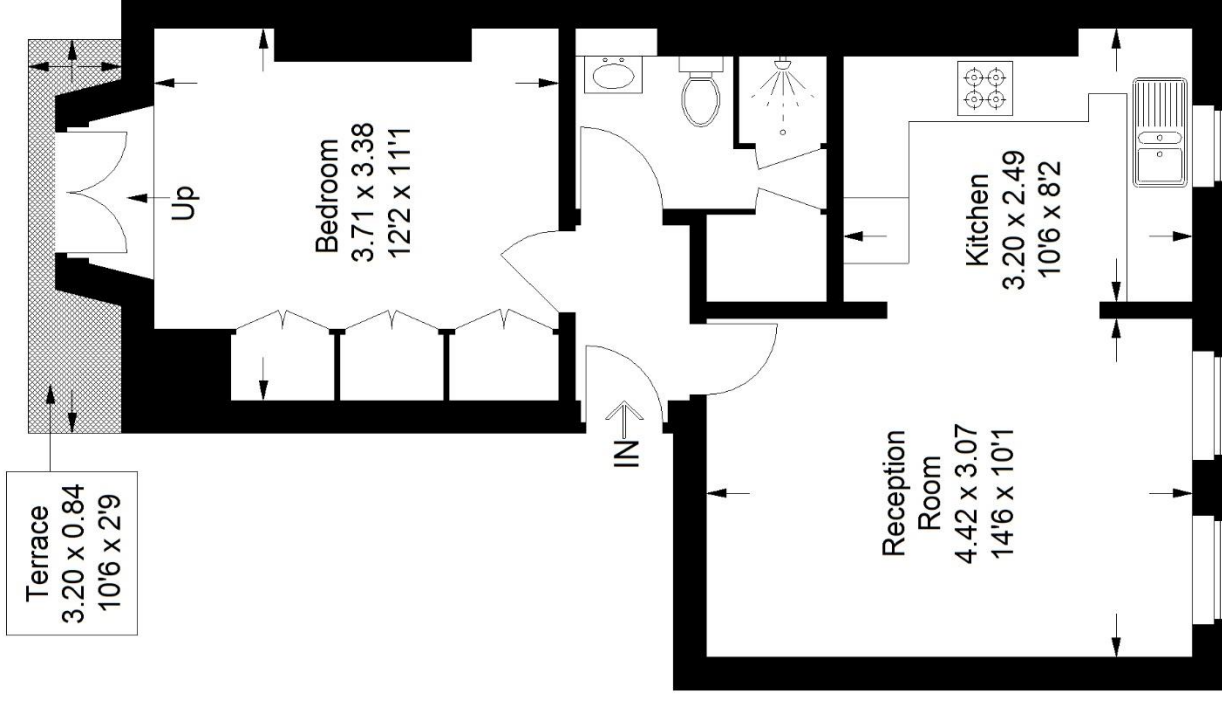 Terrace
3.20 x 0.84
10'6 x 2'9
Up
Bedroom
3.71 x 3.38
12'2 x 11'1
IN
Kitchen
3.20 x 2.49
10'6 x 8'2
Reception
Room
4.42 x 3.07
14'6 x 10'1